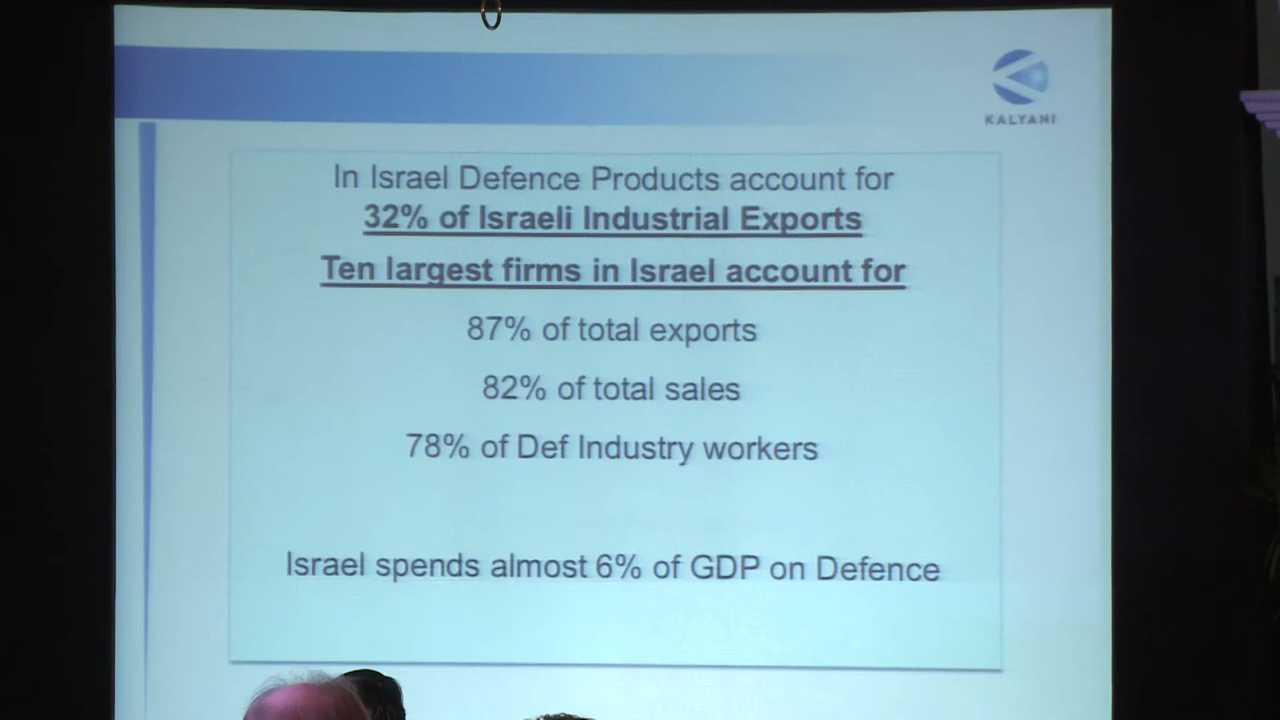 KALYANI
In Israel Defence Products account for
32% of Israeli Industrial Exports
Ten largest firms in Israel account for
87% of total exports
82% of total sales
78% of Def Industry workers
Israel spends almost 6% of GDP on Defence